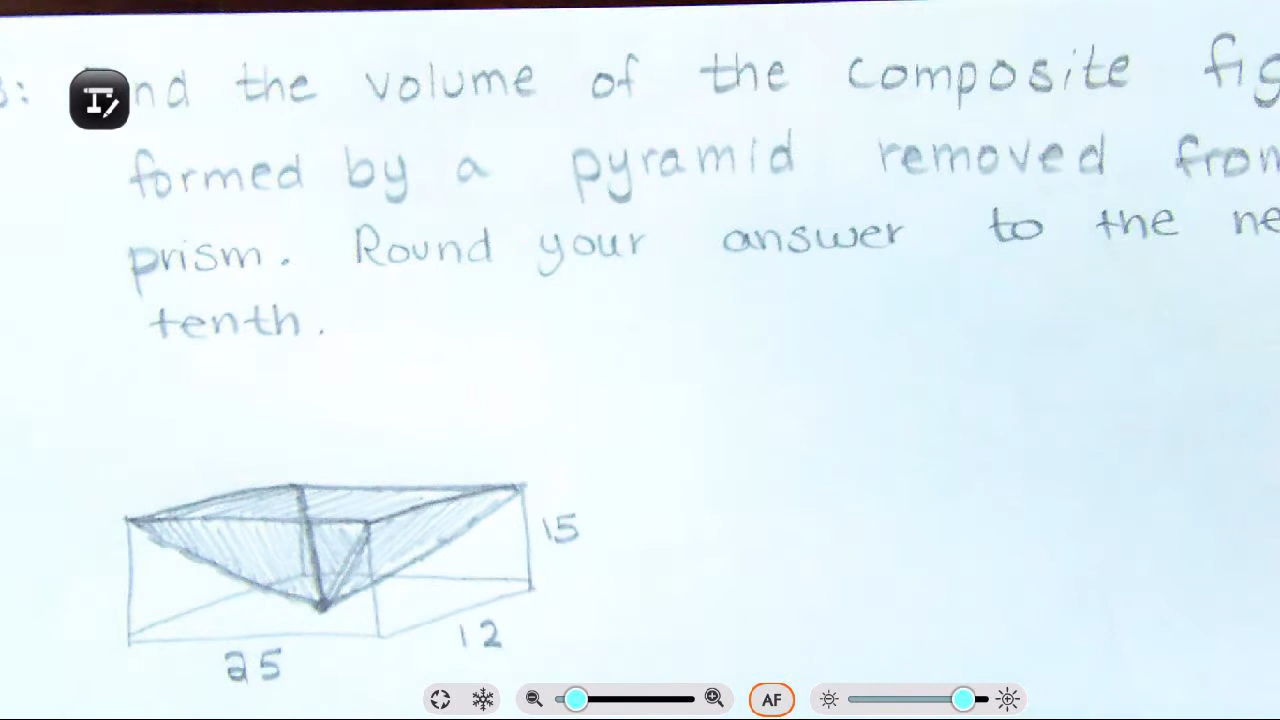 the volume of the composite
formed by a pyramid removed
prism. Round your answer to the
tenth.
15
12
25
AF